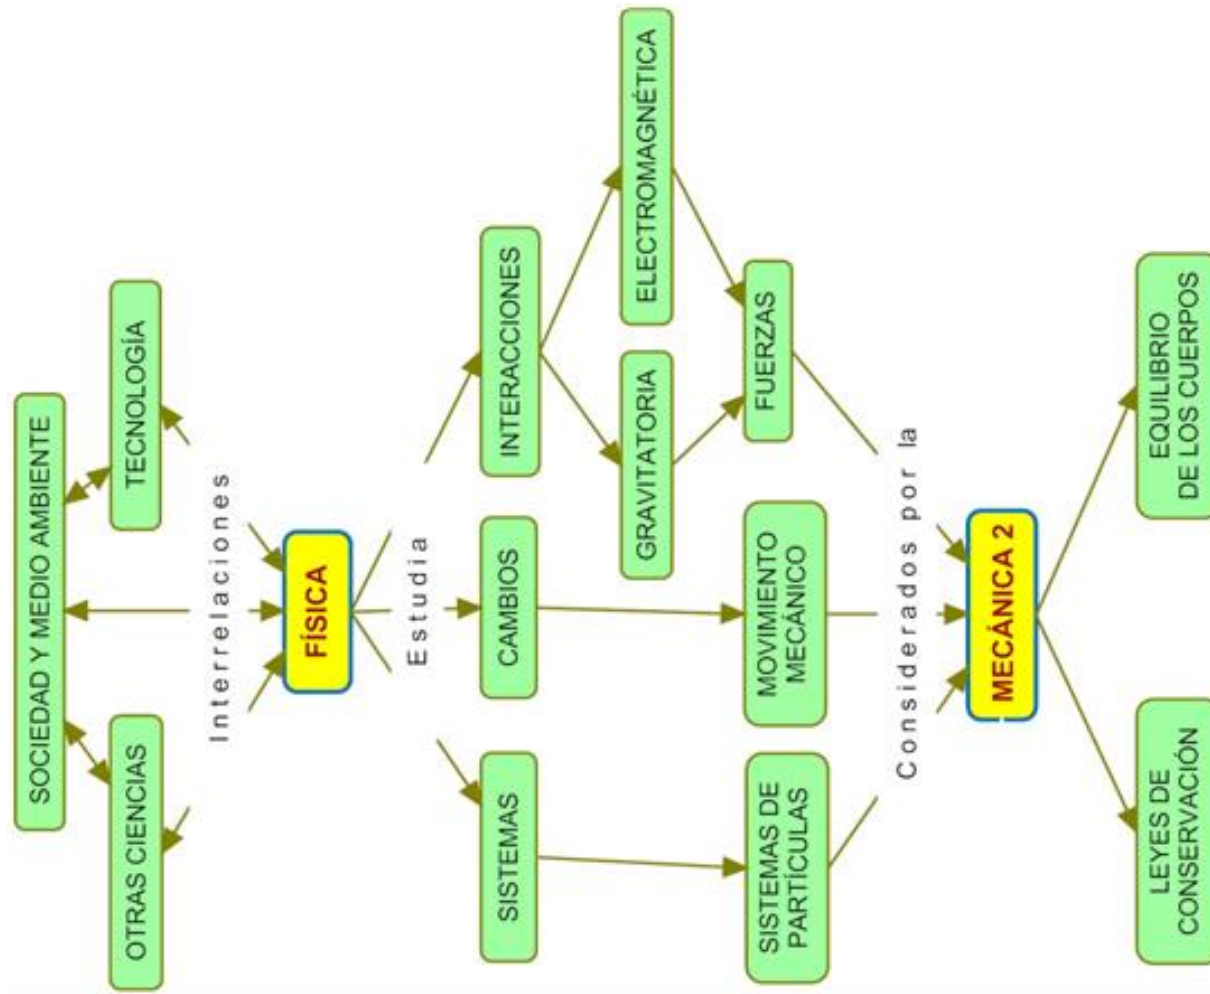 SOCIEDAD Y MEDIO AMBIENTE
OTRAS CIENCIAS
TECNOLOGÍA
Interrelaciones
FÍSICA
Estudia
SISTEMAS
CAMBIOS
INTERACCIONES
GRAVITATORIA
ELECTROMAGNÉTICA
SISTEMAS DE
PARTÍCULAS
MOVIMIENTO
MECÁNICO
FUERZAS
Considerados por la
MECÁNICA 2
LEYES DE
CONSERVACIÓN
EQUILIBRIO
DE LOS CUERPOS